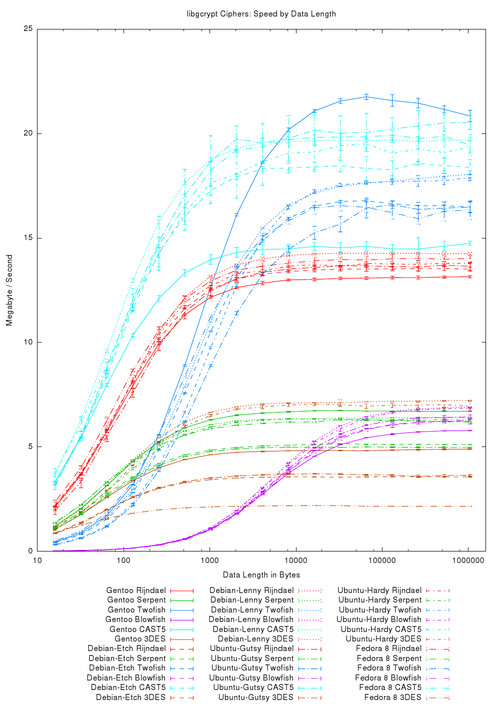 libgcrypt Ciphers: Speed by Data Length
25
20
15
10
5
0
Megabyte / Second
10 100 1000 10000 100000 1000000
Data Length in Bytes
Gentoo Rijndael Debian-Lenny Rijndael Ubuntu-Hardy Rijndael
Gentoo Serpent Debian-Lenny Serpent Ubuntu-Hardy Serpent
Gentoo Twofish Debian-Lenny Twofish Ubuntu-Hardy Twofish
Gentoo Blowfish Debian-Lenny Blowfish Ubuntu-Hardy Blowfish
Gentoo CAST5 Debian-Lenny CAST5 Ubuntu-Hardy CAST5
Gentoo 3DES Debian-Lenny 3DES Ubuntu-Hardy 3DES
Debian-Etch Rijndael Ubuntu-Gutsy Rijndael Fedora 8 Rijndael
Debian-Etch Serpent Ubuntu-Gutsy Serpent Fedora 8 Serpent
Debian-Etch Twofish Ubuntu-Gutsy Twofish Fedora 8 Twofish
Debian-Etch Blowfish Ubuntu-Gutsy Blowfish Fedora 8 Blowfish
Debian-Etch CAST5 Ubuntu-Gutsy CAST5 Fedora 8 CAST5
Debian-Etch 3DES Ubuntu-Gutsy 3DES Fedora 8 3DES